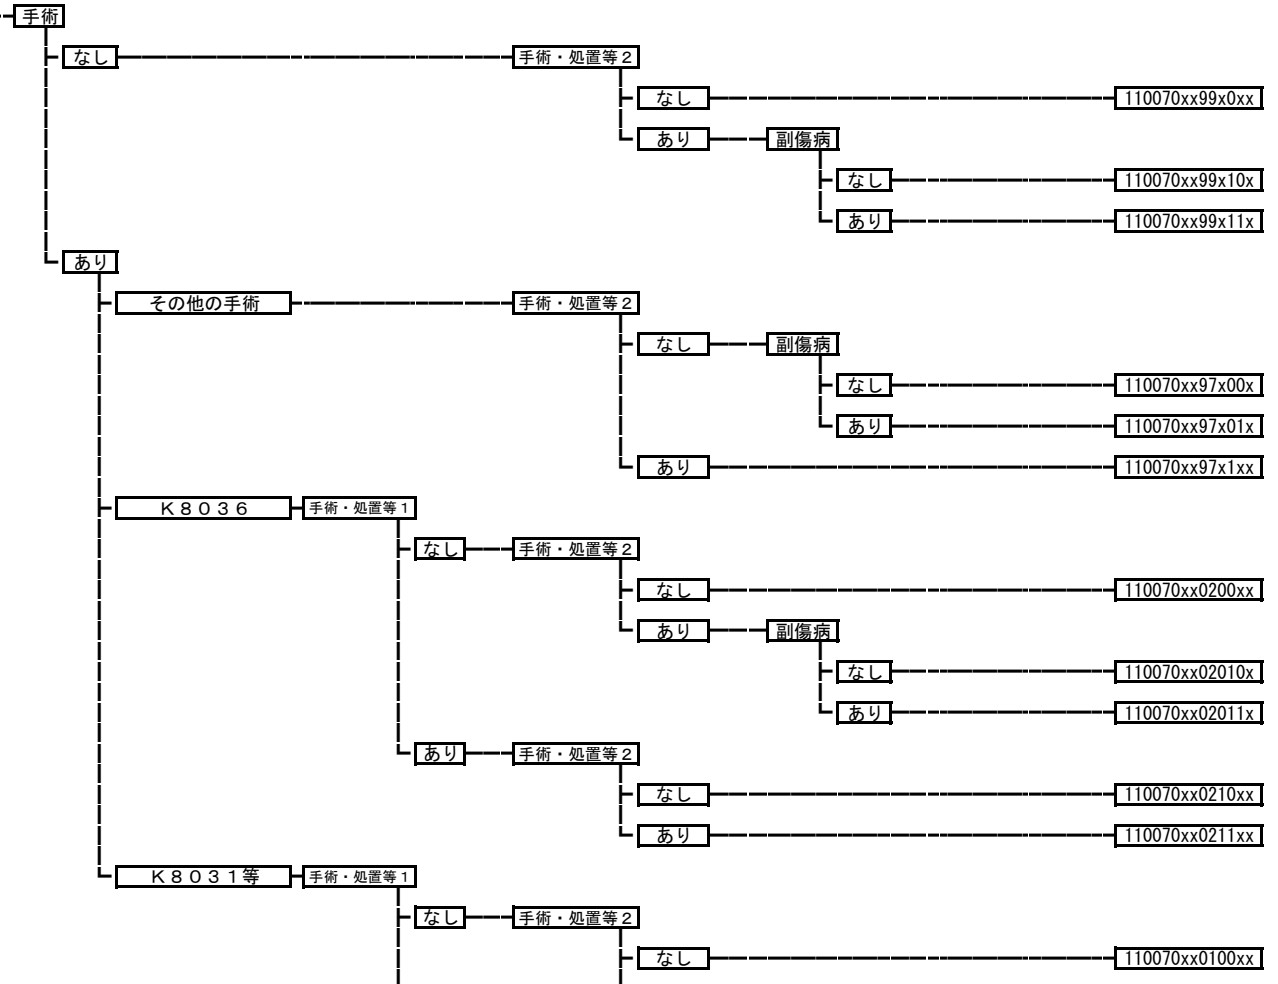 手術
なし 手術・処置等２
なし 110070xx99x0xx
あり 副傷病
なし 110070xx99x10x
あり 110070xx99x11x
あり
その他の手術 手術・処置等２
なし 副傷病
なし 110070xx97x00x
あり 110070xx97x01x
あり 110070xx97x1xx
Ｋ８０３６ 手術・処置等１
なし 手術・処置等２
なし 110070xx0200xx
あり 副傷病
なし 110070xx02010x
あり 110070xx02011x
あり 手術・処置等２
なし 110070xx0210xx
あり 110070xx0211xx
Ｋ８０３１等 手術・処置等１
なし 手術・処置等２
なし 110070xx0100xx